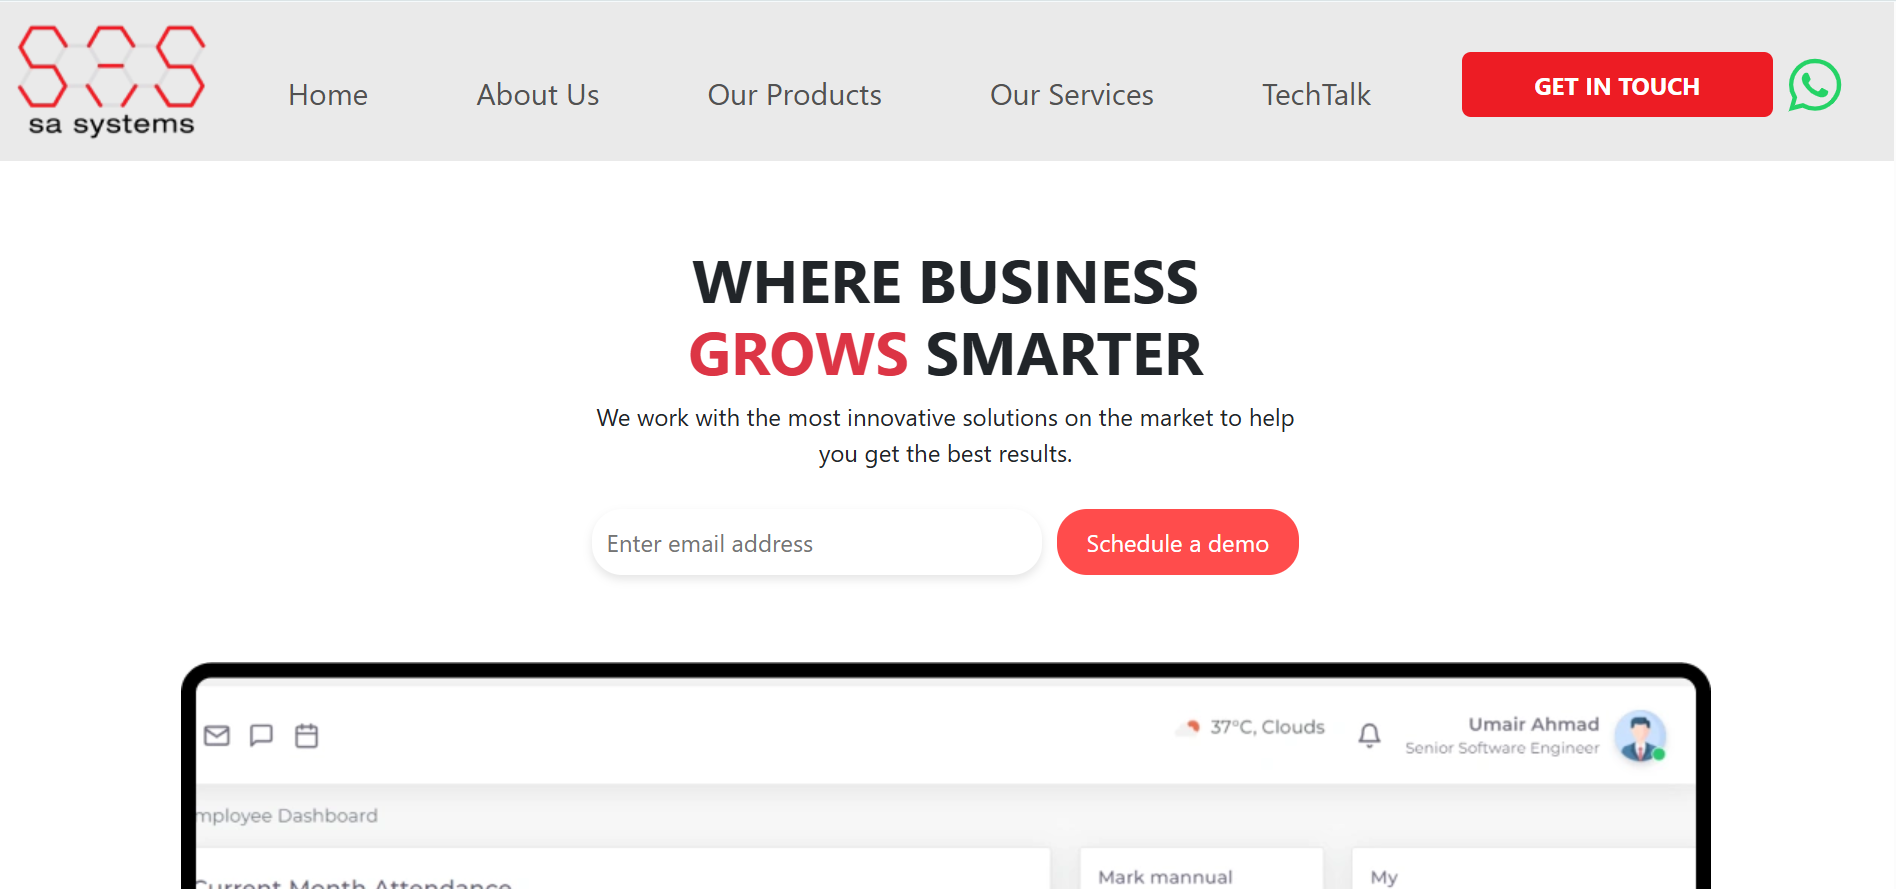 SAS
sa systems
Home
About Us
Our Products
Our Services
TechTalk
GET IN TOUCH
WHERE BUSINESS
GROWS SMARTER
We work with the most innovative solutions on the market to help
you get the best results.
Enter email address
Schedule a demo
37°C, Clouds
Umair Ahmad
Senior Software Engineer
mployee Dashboard
Current Month Attendance
Mark mannual
My